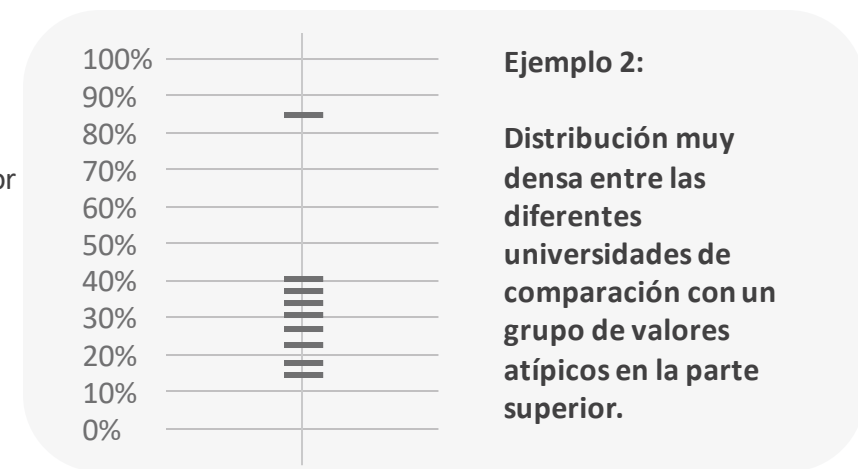 100%
90%
80%
70%
60%
50%
40%
30%
20%
10%
0%
or
Ejemplo 2:
Distribución muy
densa entre las
diferentes
universidades de
comparación con un
grupo de valores
atípicos en la parte
superior.